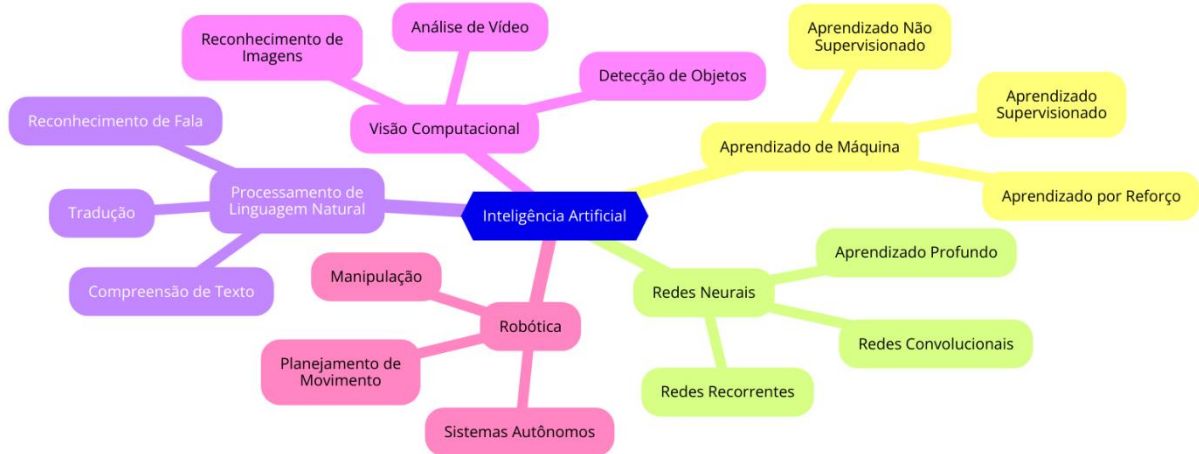 Inteligência Artificial
Visão Computacional
Reconhecimento de
Imagens
Análise de Vídeo
Detecção de Objetos
Aprendizado de Máquina
Aprendizado Não
Supervisionado
Aprendizado
Supervisionado
Aprendizado por Reforço
Processamento de
Linguagem Natural
Reconhecimento de Fala
Tradução
Compreensão de Texto
Robótica
Manipulação
Planejamento de
Movimento
Sistemas Autônomos
Redes Neurais
Aprendizado Profundo
Redes Convolucionais
Redes Recorrentes